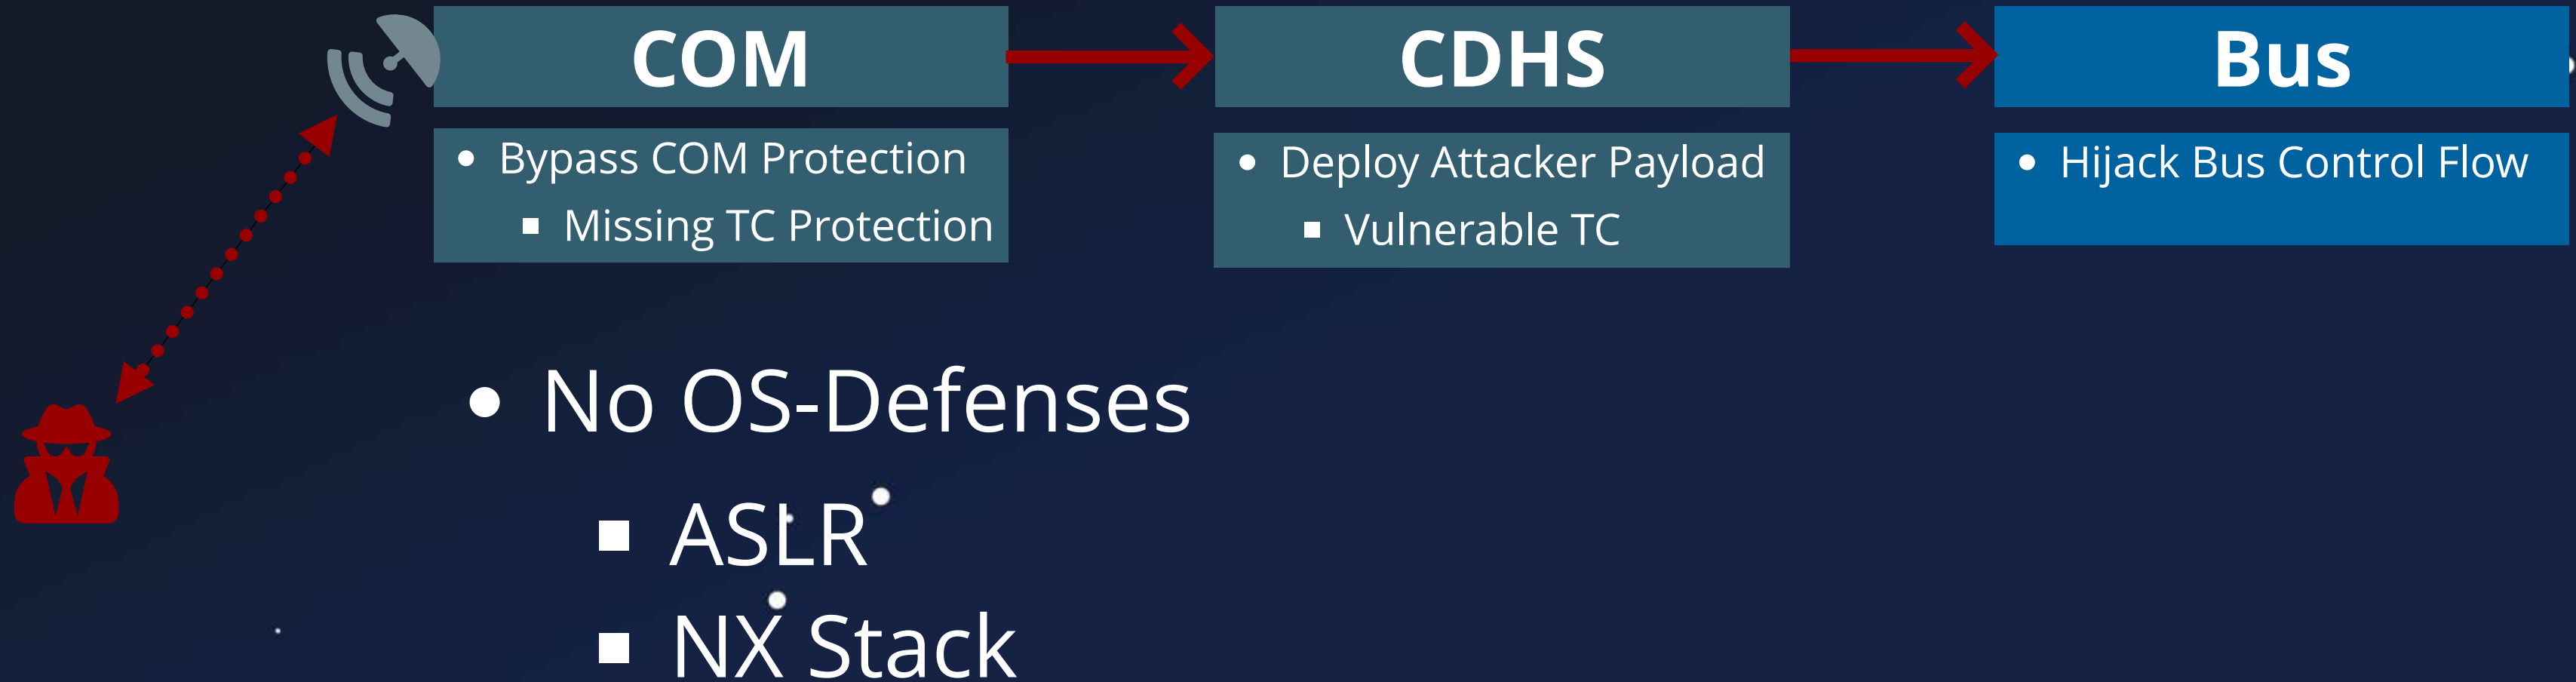 COM
CDHS
Bus
• Bypass COM Protection
▪ Missing TC Protection
• Deploy Attacker Payload
▪ Vulnerable TC
• Hijack Bus Control Flow
• No OS-Defenses
▪ ASLR
▪ NX Stack